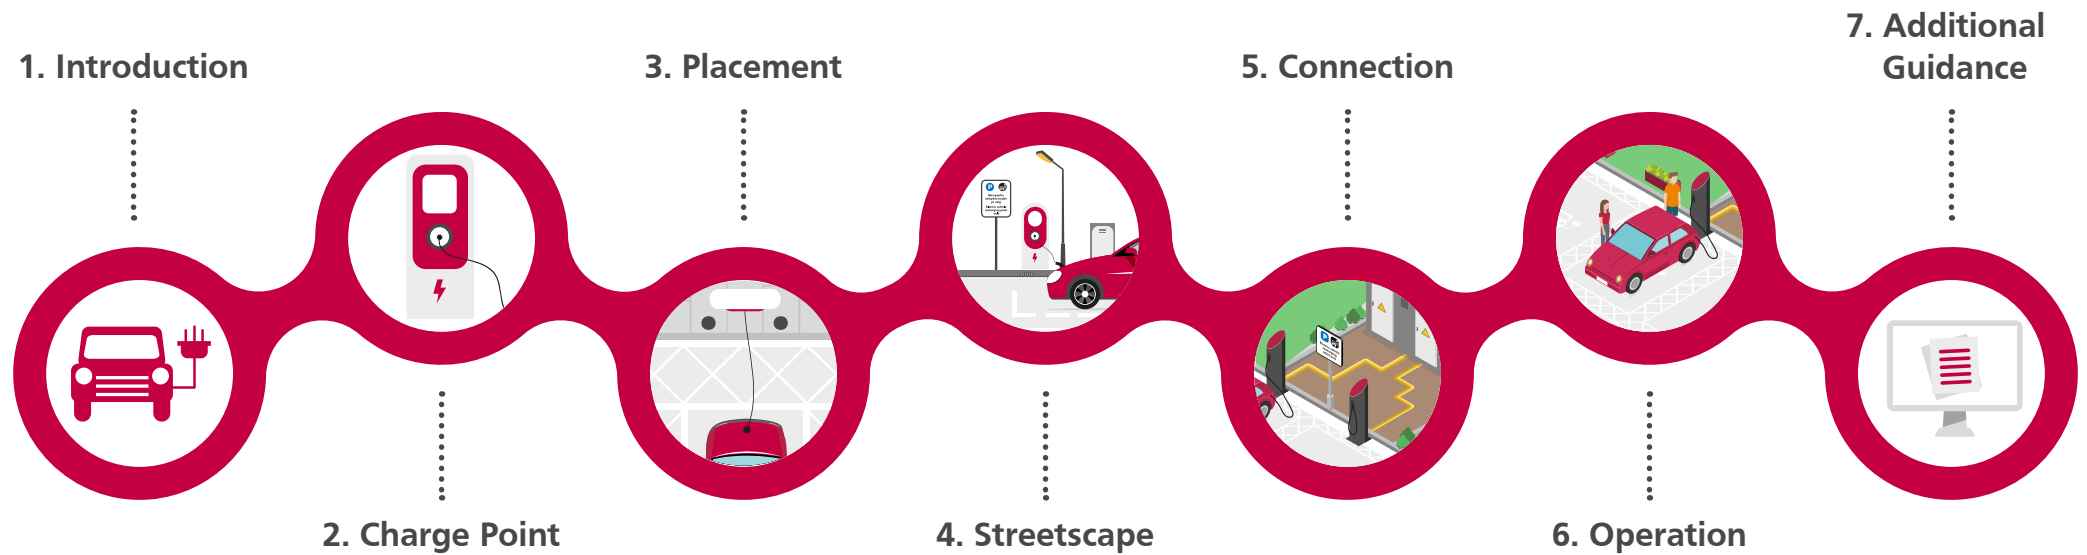 1. Introduction
2. Charge Point
3. Placement
4. Streetscape
5. Connection
6. Operation
7. Additional
Guidance
P
P